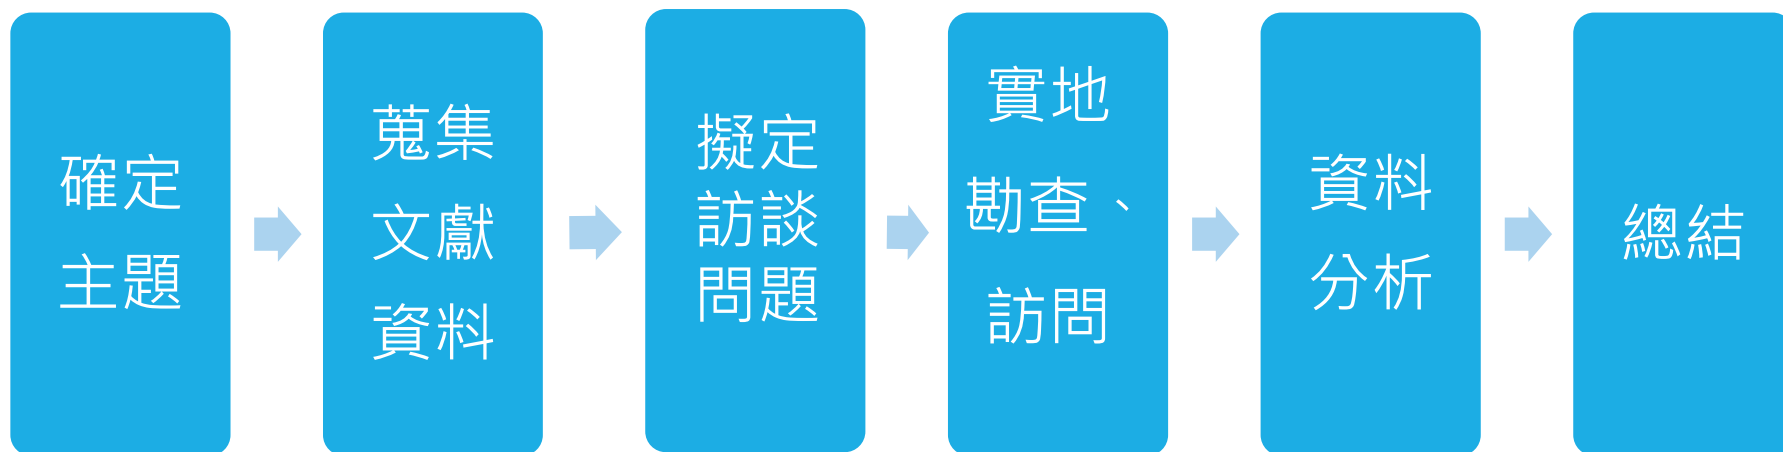 確定
主題
蒐集
文獻
資料
擬定
訪談
問題
實地
勘查、
訪問
資料
分析
總結